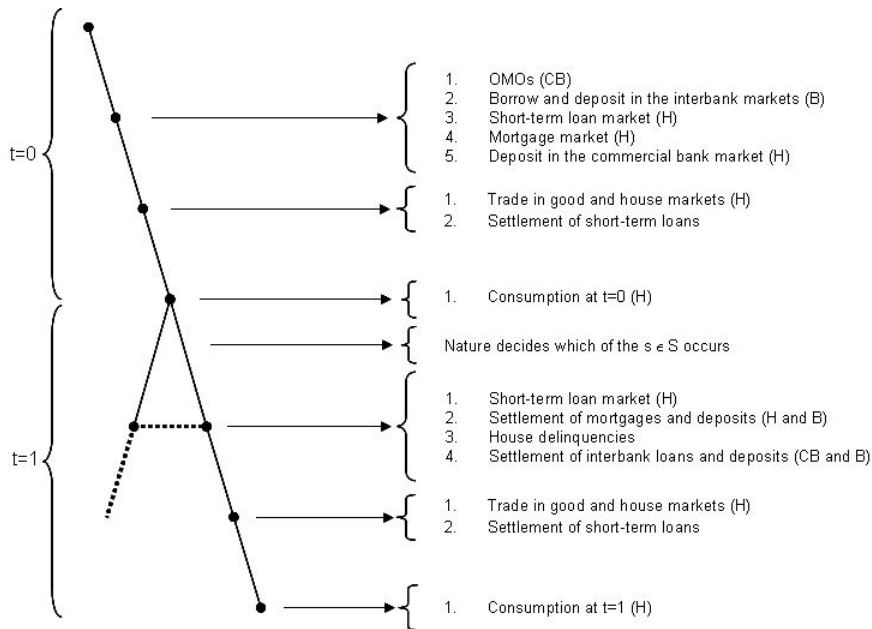 t=0
1. OMOs (CB)
2. Borrow and deposit in the interbank markets (B)
3. Short-term loan market (H)
4. Mortgage market (H)
5. Deposit in the commercial bank market (H)
1. Trade in good and house markets (H)
2. Settlement of short-term loans
1. Consumption at t=0 (H)
Nature decides which of the s ϵ S occurs
t=1
1. Short-term loan market (H)
2. Settlement of mortgages and deposits (H and B)
3. House delinquencies
4. Settlement of interbank loans and deposits (CB and B)
1. Trade in good and house markets (H)
2. Settlement of short-term loans
1. Consumption at t=1 (H)